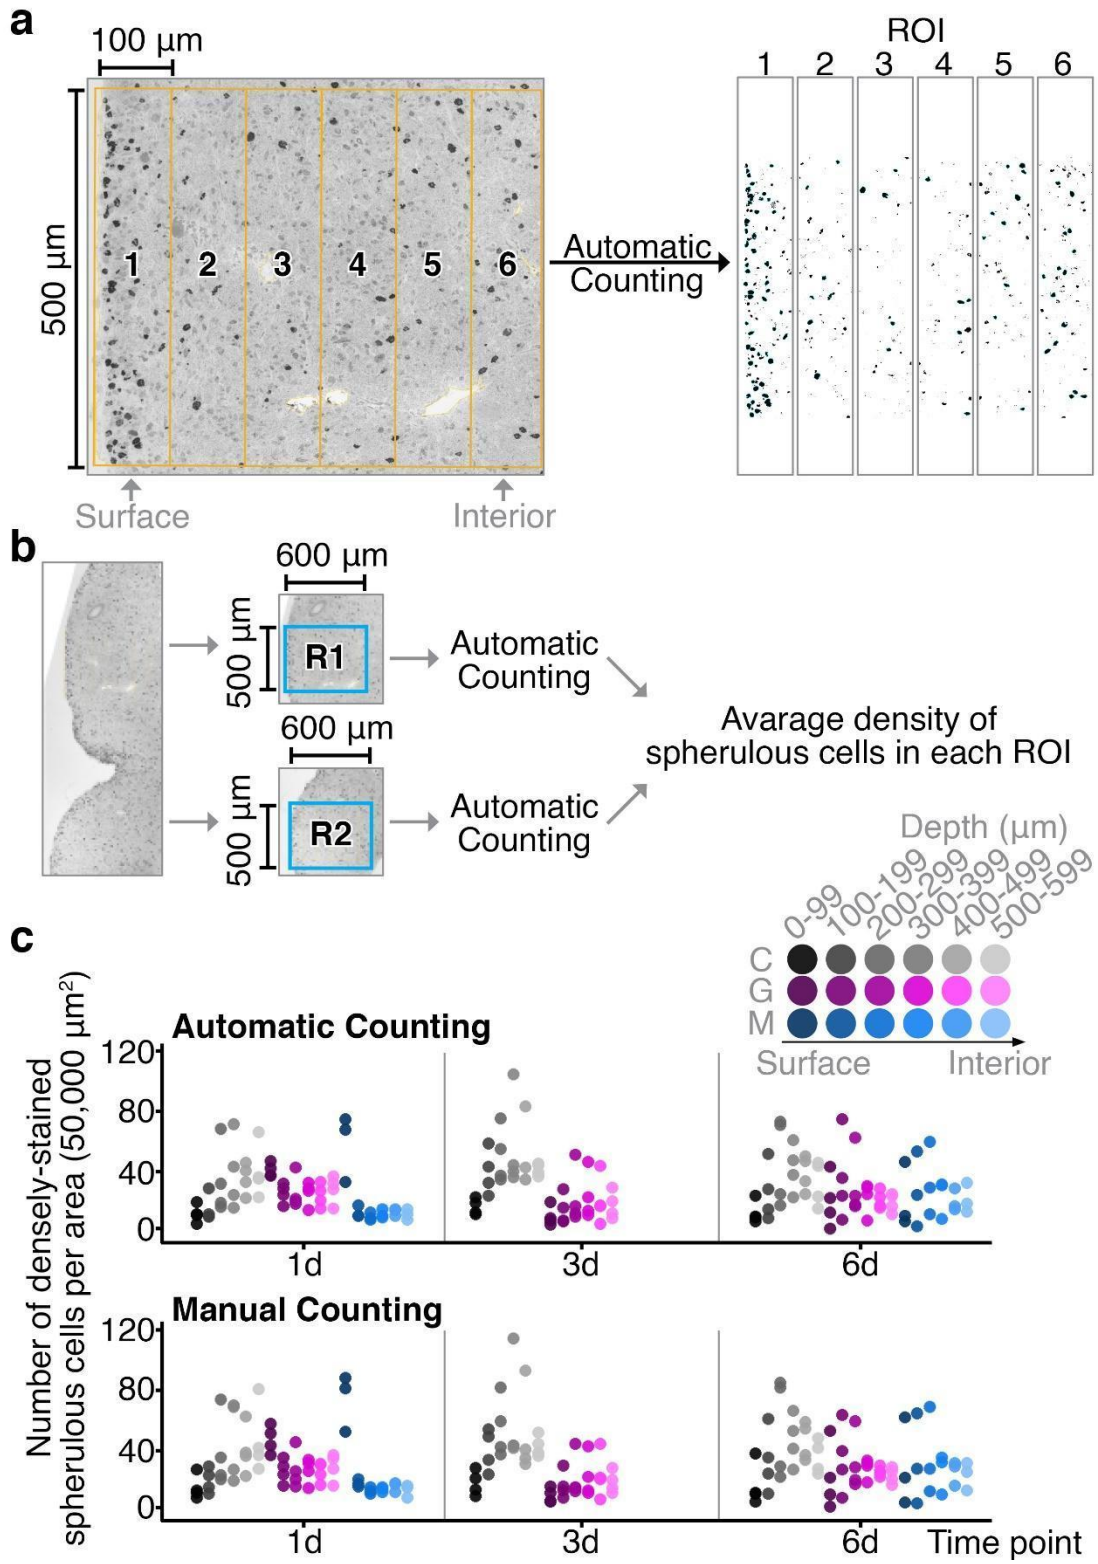 a
100 µm
500 µm
1 2 3 4 5 6
Surface
Interior
Automatic
Counting
ROI
1 2 3 4 5 6
b
600 µm
500 µm
R1
Automatic
Counting
600 µm
500 µm
R2
Automatic
Counting
Avarage density of
spherulous cells in each ROI
Depth (µm)
0-99
100-199
200-299
300-399
400-499
500-599
C
G
M
Surface
Interior
c
Number of densely-stained
spherulous cells per area (50,000 µm²)
Automatic Counting
120
80
40
0
1d
3d
6d
Manual Counting
120
80
40
0
1d
3d
6d
Time point